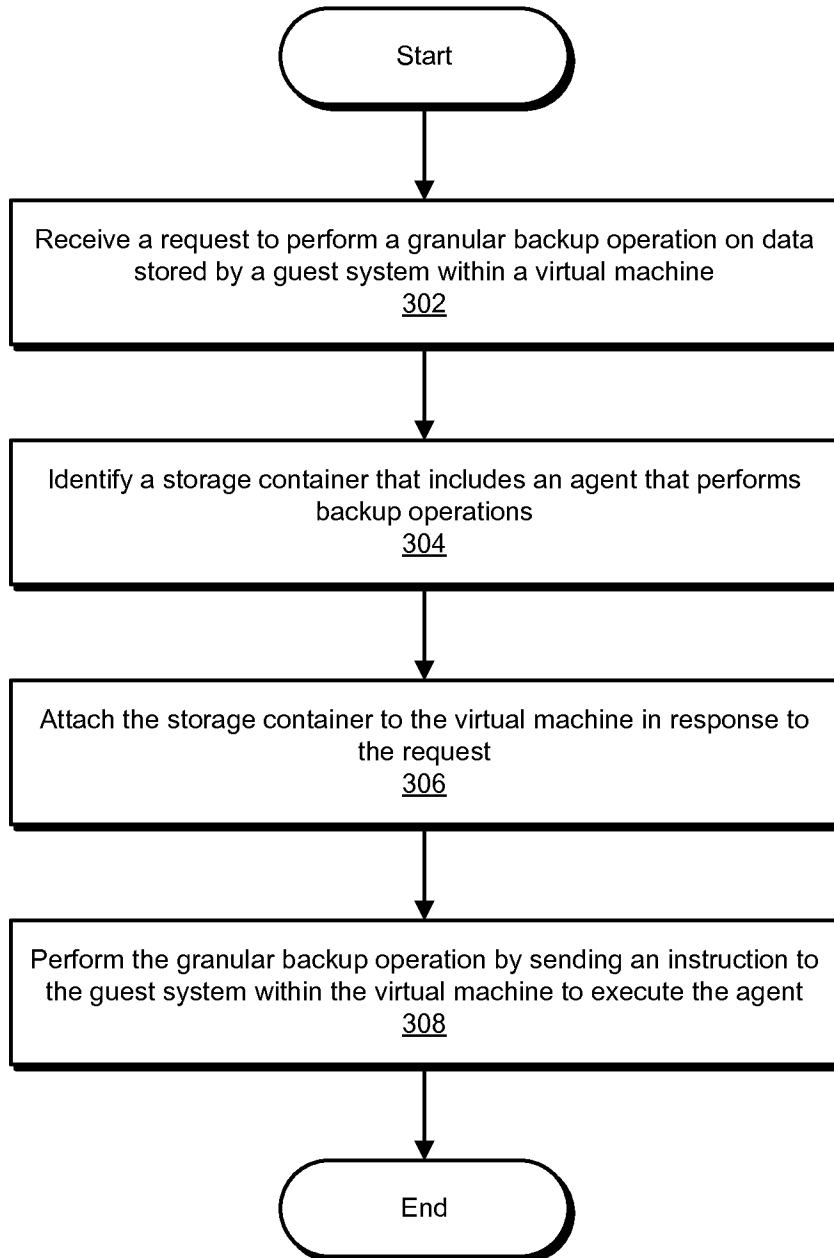 Start
Receive a request to perform a granular backup operation on data
stored by a guest system within a virtual machine
302
Identify a storage container that includes an agent that performs
backup operations
304
Attach the storage container to the virtual machine in response to
the request
306
Perform the granular backup operation by sending an instruction to
the guest system within the virtual machine to execute the agent
308
End